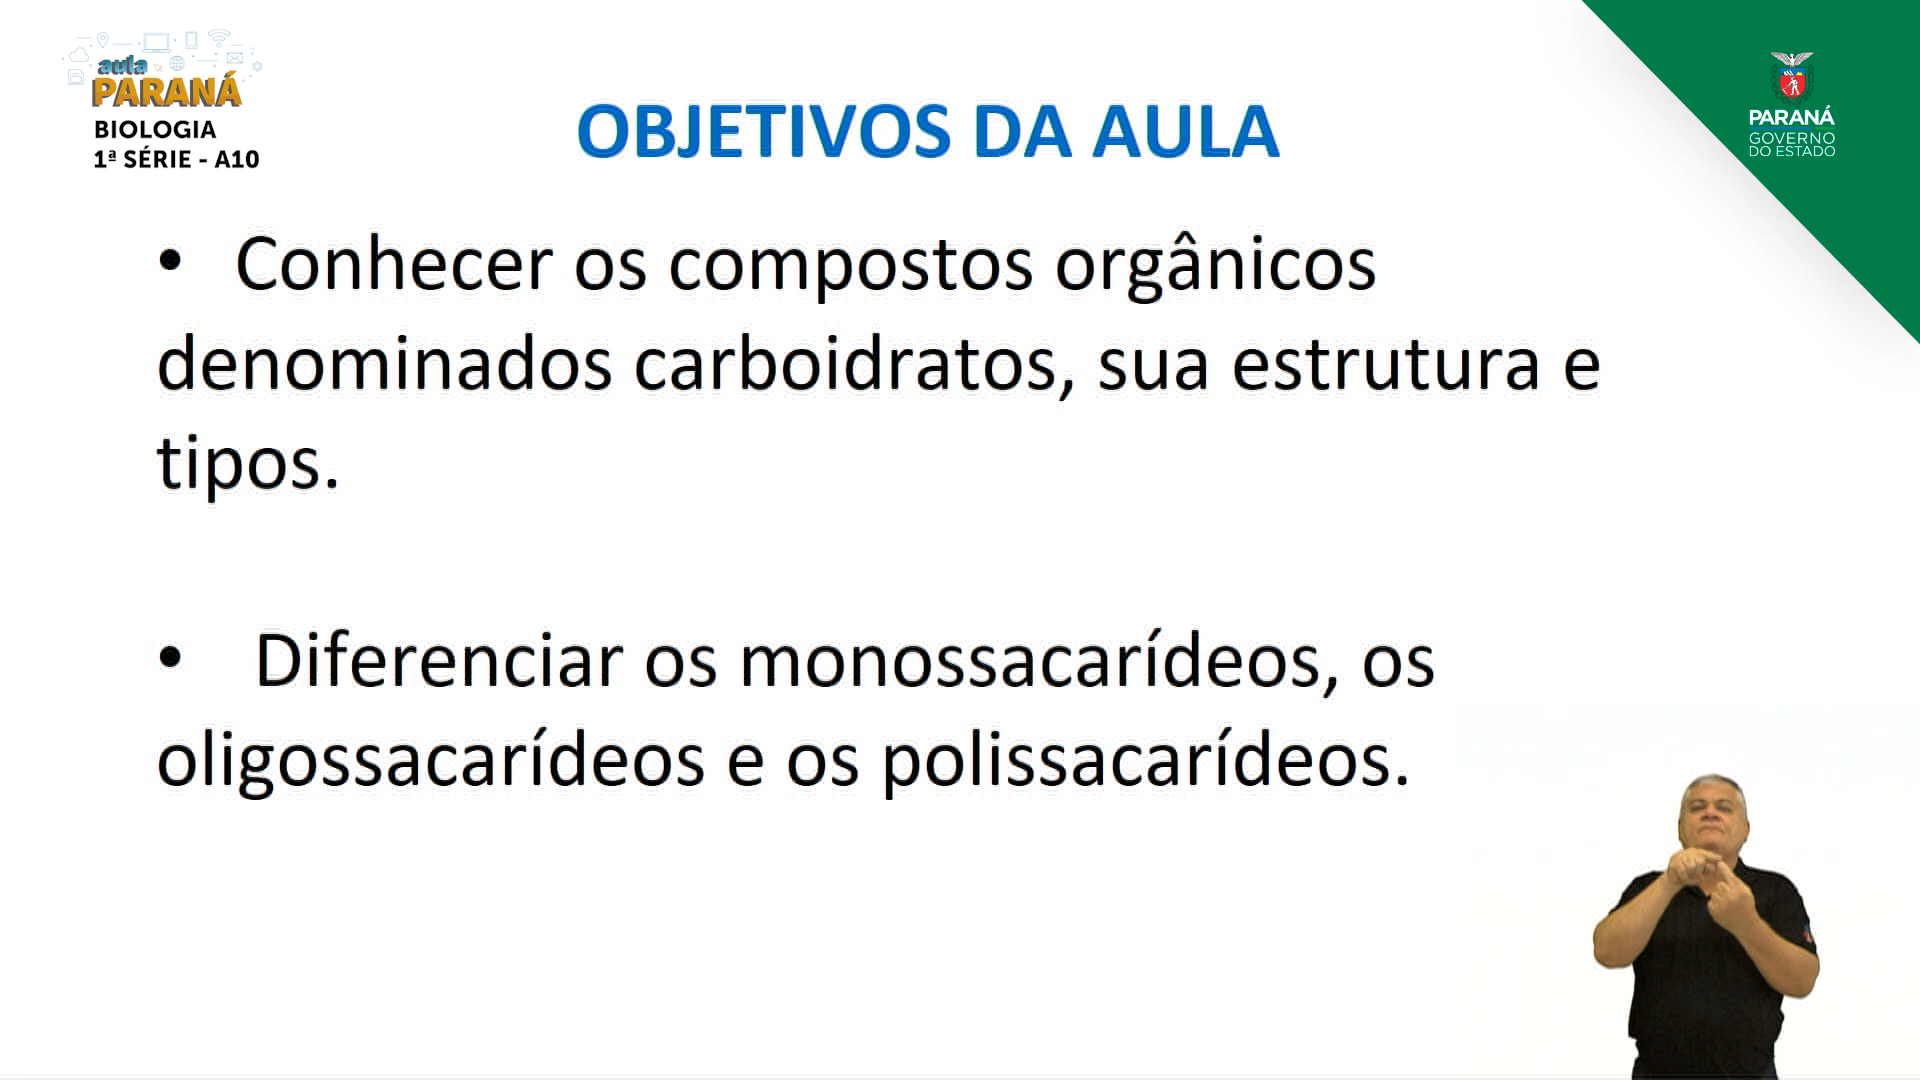 aula
PARANÁ
BIOLOGIA
1ª SÉRIE - A10
OBJETIVOS DA AULA
PARANÁ
GOVERNO
DO ESTADO
• Conhecer os compostos orgânicos
denominados carboidratos, sua estrutura e
tipos.
• Diferenciar os monossacarídeos, os
oligossacarídeos e os polissacarídeos.